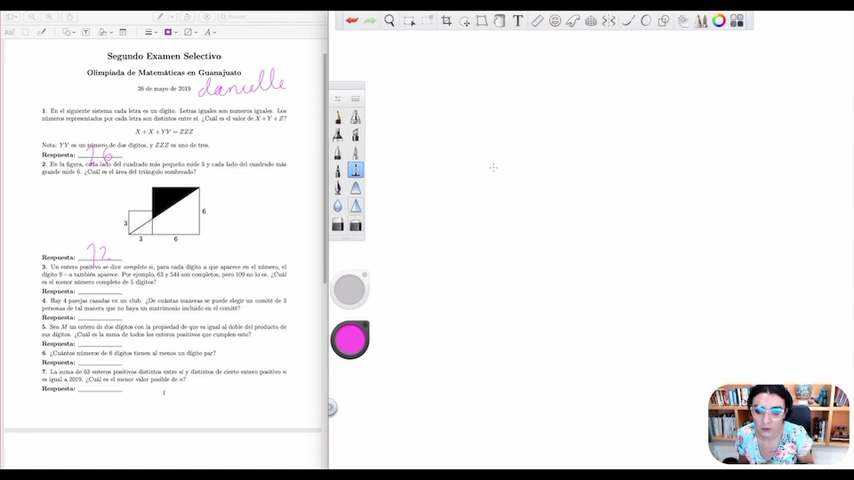 Buscar
Segundo Examen Selectivo
Olimpiada de Matemáticas en Guanajuato
26 de mayo de 2019
danielle
1. En el siguiente sistema cada letra es un dígito. Letras iguales son numeros iguales. Los
números representados por cada letra son distintos entre sí. ¿Cuál es el valor de X + Y + Z?
X + X + YY = ZZZ
Nota: YY es un número de dos dígitos, y ZZZ es uno de tres.
Respuesta: 16
2. En la figura, cada lado del cuadrado más pequeño mide 3 y cada lado del cuadrado más
grande mide 6. ¿Cuál es el área del triángulo sombreado?
3
6
3 6
Respuesta: 12
3. Un entero positivo se dice completo si, para cada dígito a que aparece en el número, el
dígito 9 − a también aparece. Por ejemplo, 63 y 544 son completos, pero 109 no lo es. ¿Cuál
es el menor número completo de 5 dígitos?
Respuesta:
4. Hay 4 parejas casadas en un club. ¿De cuántas maneras se puede elegir un comité de 3
personas de tal manera que no haya un matrimonio incluido en el comité?
Respuesta:
5. Sea M un entero de dos dígitos con la propiedad de que es igual al doble del producto de
sus dígitos. ¿Cuál es la suma de todos los enteros positivos que cumplen esto?
Respuesta:
6. ¿Cuántos números de 6 dígitos tienen al menos un dígito par?
Respuesta:
7. La suma de 63 enteros positivos distintos entre sí y distintos de cierto entero positivo n
es igual a 2019. ¿Cuál es el menor valor posible de n?
Respuesta:
1